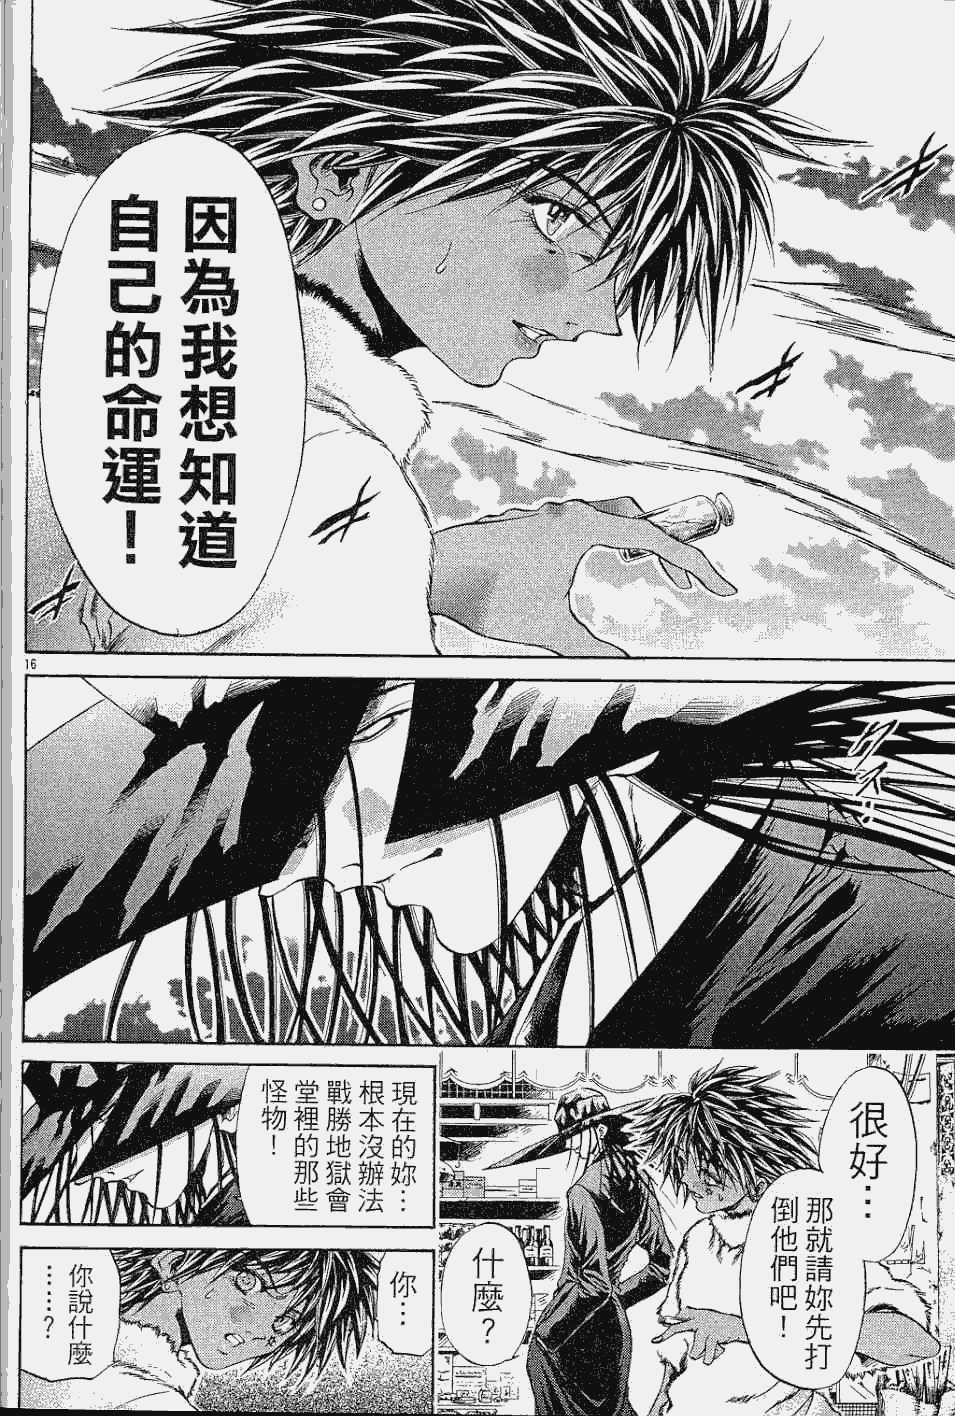 因為我想知道
自己的命運！
16
很好…
那就請妳先打
倒他們吧！
什麼？
現在的妳…
根本沒辦法
戰勝地獄會
堂裡的那些
怪物！
你…
你說什麼
……？